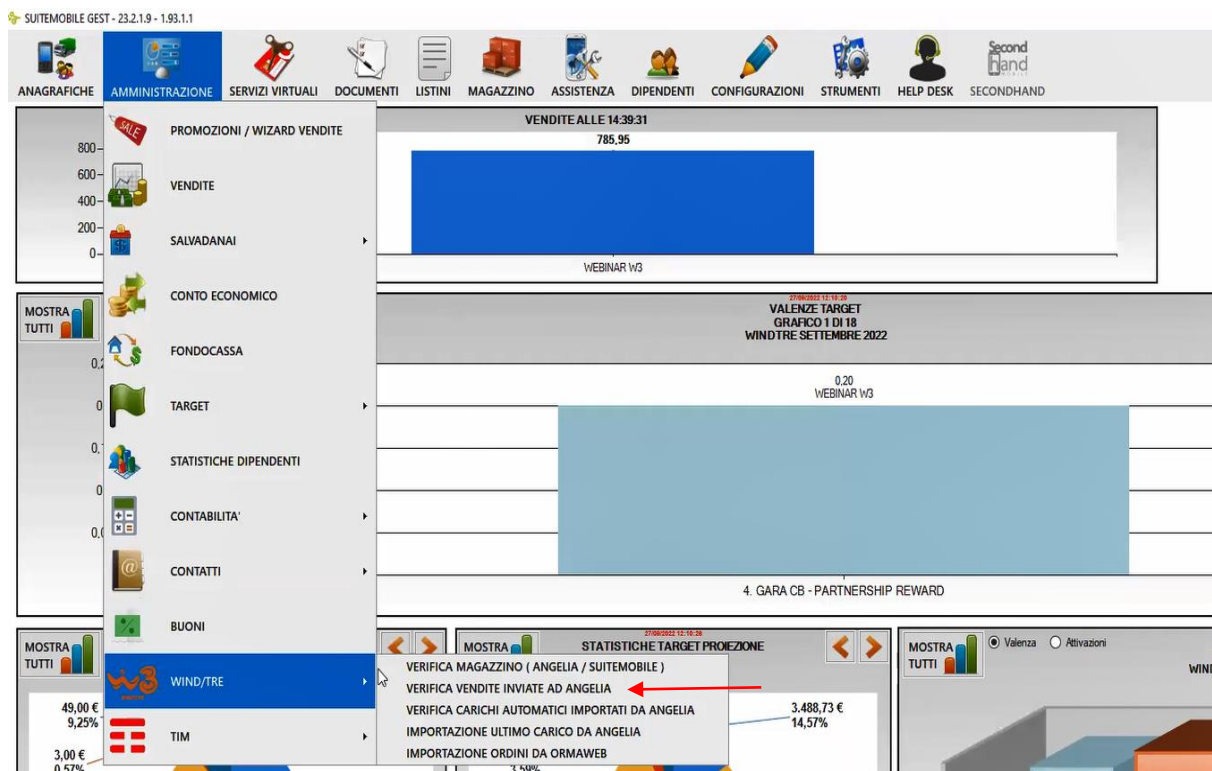 SUITEMOBILE GEST - 23.2.1.9 - 1.93.1.1
ANAGRAFICHE AMMINISTRAZIONE SERVIZI VIRTUALI DOCUMENTI LISTINI MAGAZZINO ASSISTENZA DIPENDENTI CONFIGURAZIONI STRUMENTI HELP DESK SECONDHAND
Second
Hand
SALE
PROMOZIONI / WIZARD VENDITE
VENDITE
SALVADANAI
CONTO ECONOMICO
FONDOCASSA
TARGET
STATISTICHE DIPENDENTI
CONTABILITA'
CONTATTI
BUONI
WIND/TRE
TIM
VERIFICA MAGAZZINO ( ANGELIA / SUITEMOBILE )
VERIFICA VENDITE INVIATE AD ANGELIA
VERIFICA CARICHI AUTOMATICI IMPORTATI DA ANGELIA
IMPORTAZIONE ULTIMO CARICO DA ANGELIA
IMPORTAZIONE ORDINI DA ORMAWEB
VENDITE ALLE 14:39:31
785,95
800
600
400
200
0
WEBINAR W3
MOSTRA
TUTTI
27/09/2022 12:10:28
VALENZE TARGET
GRAFICO 1 DI 18
WINDTRE SETTEMBRE 2022
0,20
WEBINAR W3
4. GARA CB - PARTNERSHIP REWARD
MOSTRA
TUTTI
49,00 €
9,25%
3,00 €
0,57%
MOSTRA
27/09/2022 12:10:28
STATISTICHE TARGET PROIEZIONE
3.488,73 €
14,57%
3,59%
MOSTRA
TUTTI
Valenza Attivazioni